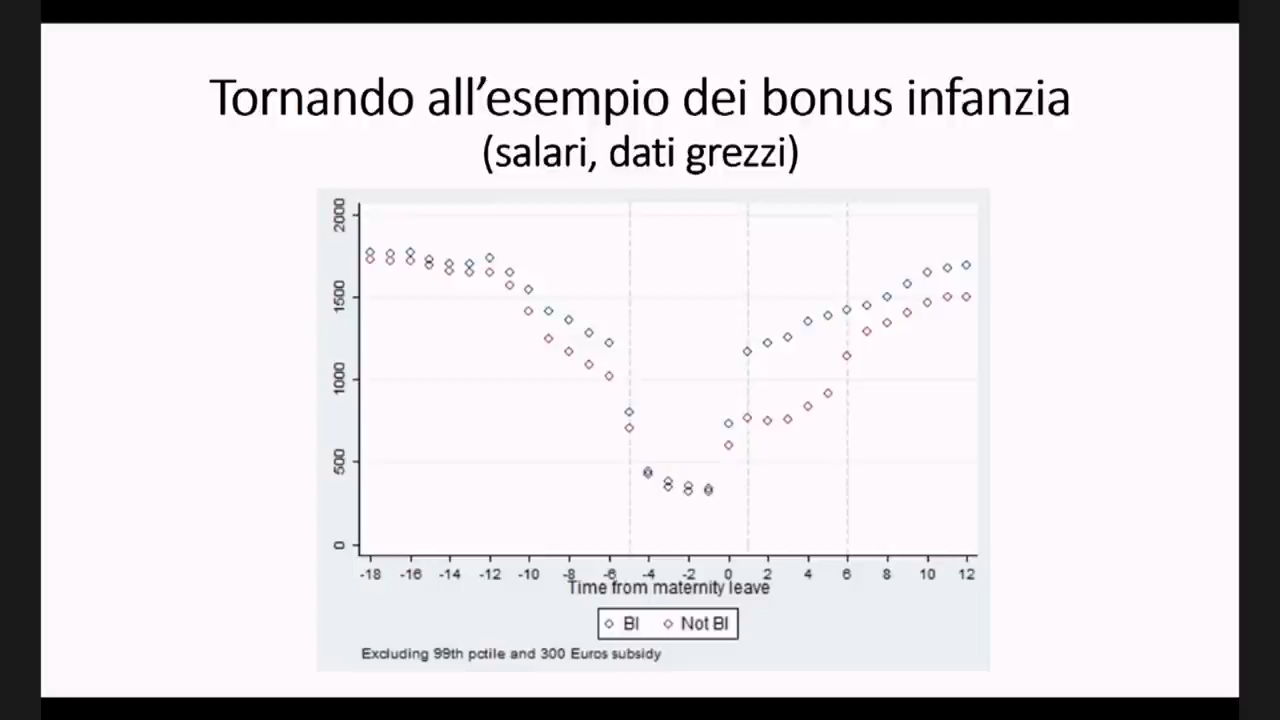 Tornando all'esempio dei bonus infanzia
(salari, dati grezzi)
2000
1500
1000
500
0
-18 -16 -14 -12 -10 -8 -6 -4 -2 0 2 4 6 8 10 12
Time from maternity leave
BI Not BI
Excluding 99th pctile and 300 Euros subsidy